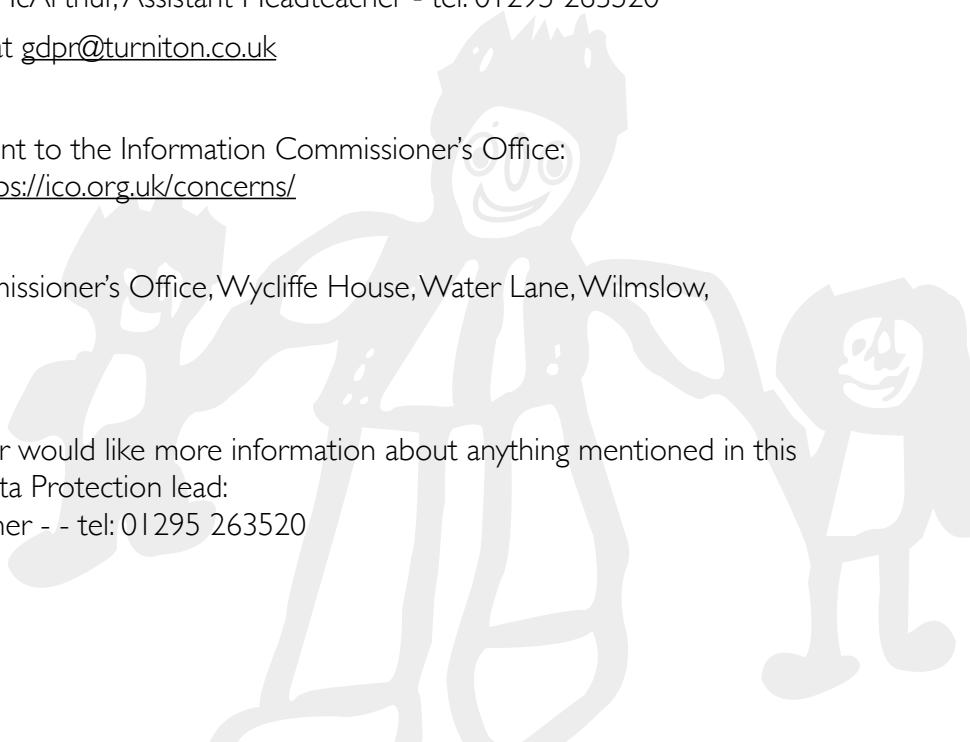 McArthur, Assistant Headteacher - tel: 01295 263520
at gdpr@turniton.co.uk
nt to the Information Commissioner's Office:
ps://ico.org.uk/concerns/
missioner's Office, Wycliffe House, Water Lane, Wilmslow,
r would like more information about anything mentioned in this
ta Protection lead:
her - - tel: 01295 263520